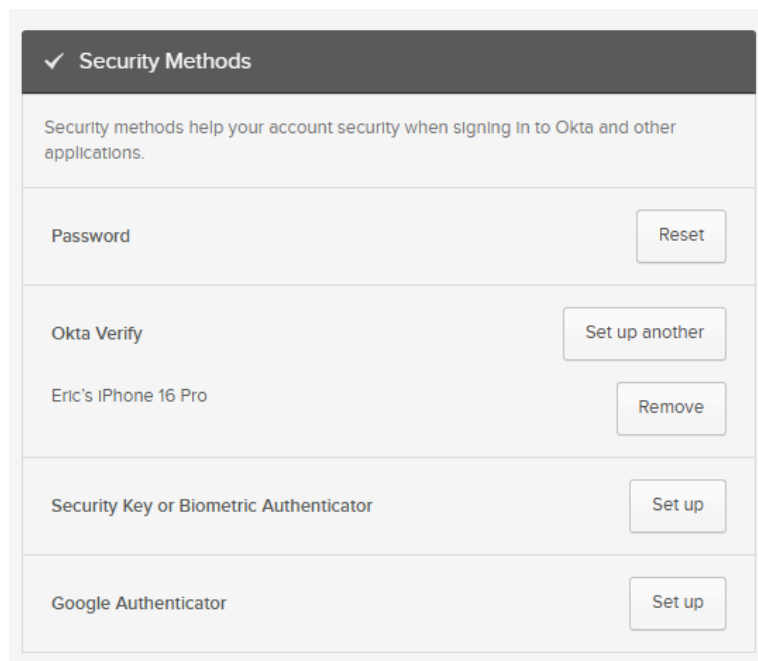 Security Methods
Security methods help your account security when signing in to Okta and other
applications.
Password
Reset
Okta Verify
Set up another
Eric's iPhone 16 Pro
Remove
Security Key or Biometric Authenticator
Set up
Google Authenticator
Set up